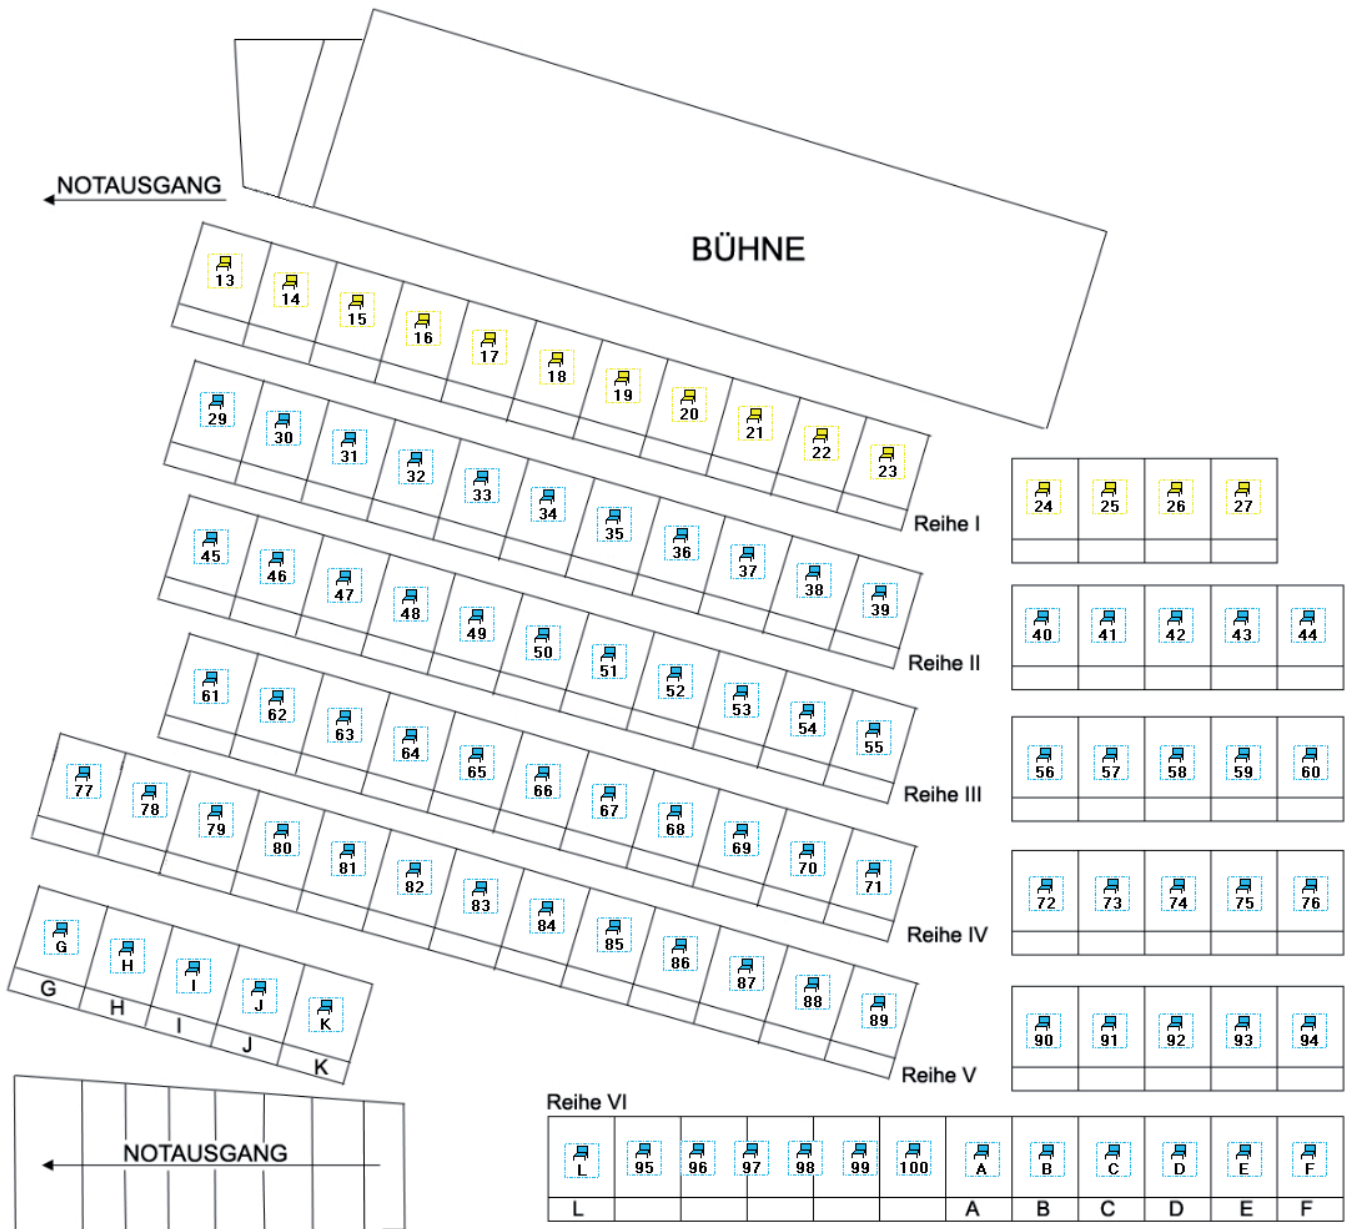 NOTAUSGANG
BÜHNE
13 14 15 16 17 18 19 20 21 22 23
Reihe I
24 25 26 27
29 30 31 32 33 34 35 36 37 38 39
Reihe II
40 41 42 43 44
45 46 47 48 49 50 51 52 53 54 55
Reihe III
56 57 58 59 60
61 62 63 64 65 66 67 68 69 70 71
Reihe IV
72 73 74 75 76
77 78 79 80 81 82 83 84 85 86 87 88 89
Reihe V
90 91 92 93 94
G H I J K
G H I J K
NOTAUSGANG
Reihe VI
L 95 96 97 98 99 100 A B C D E F
L A B C D E F